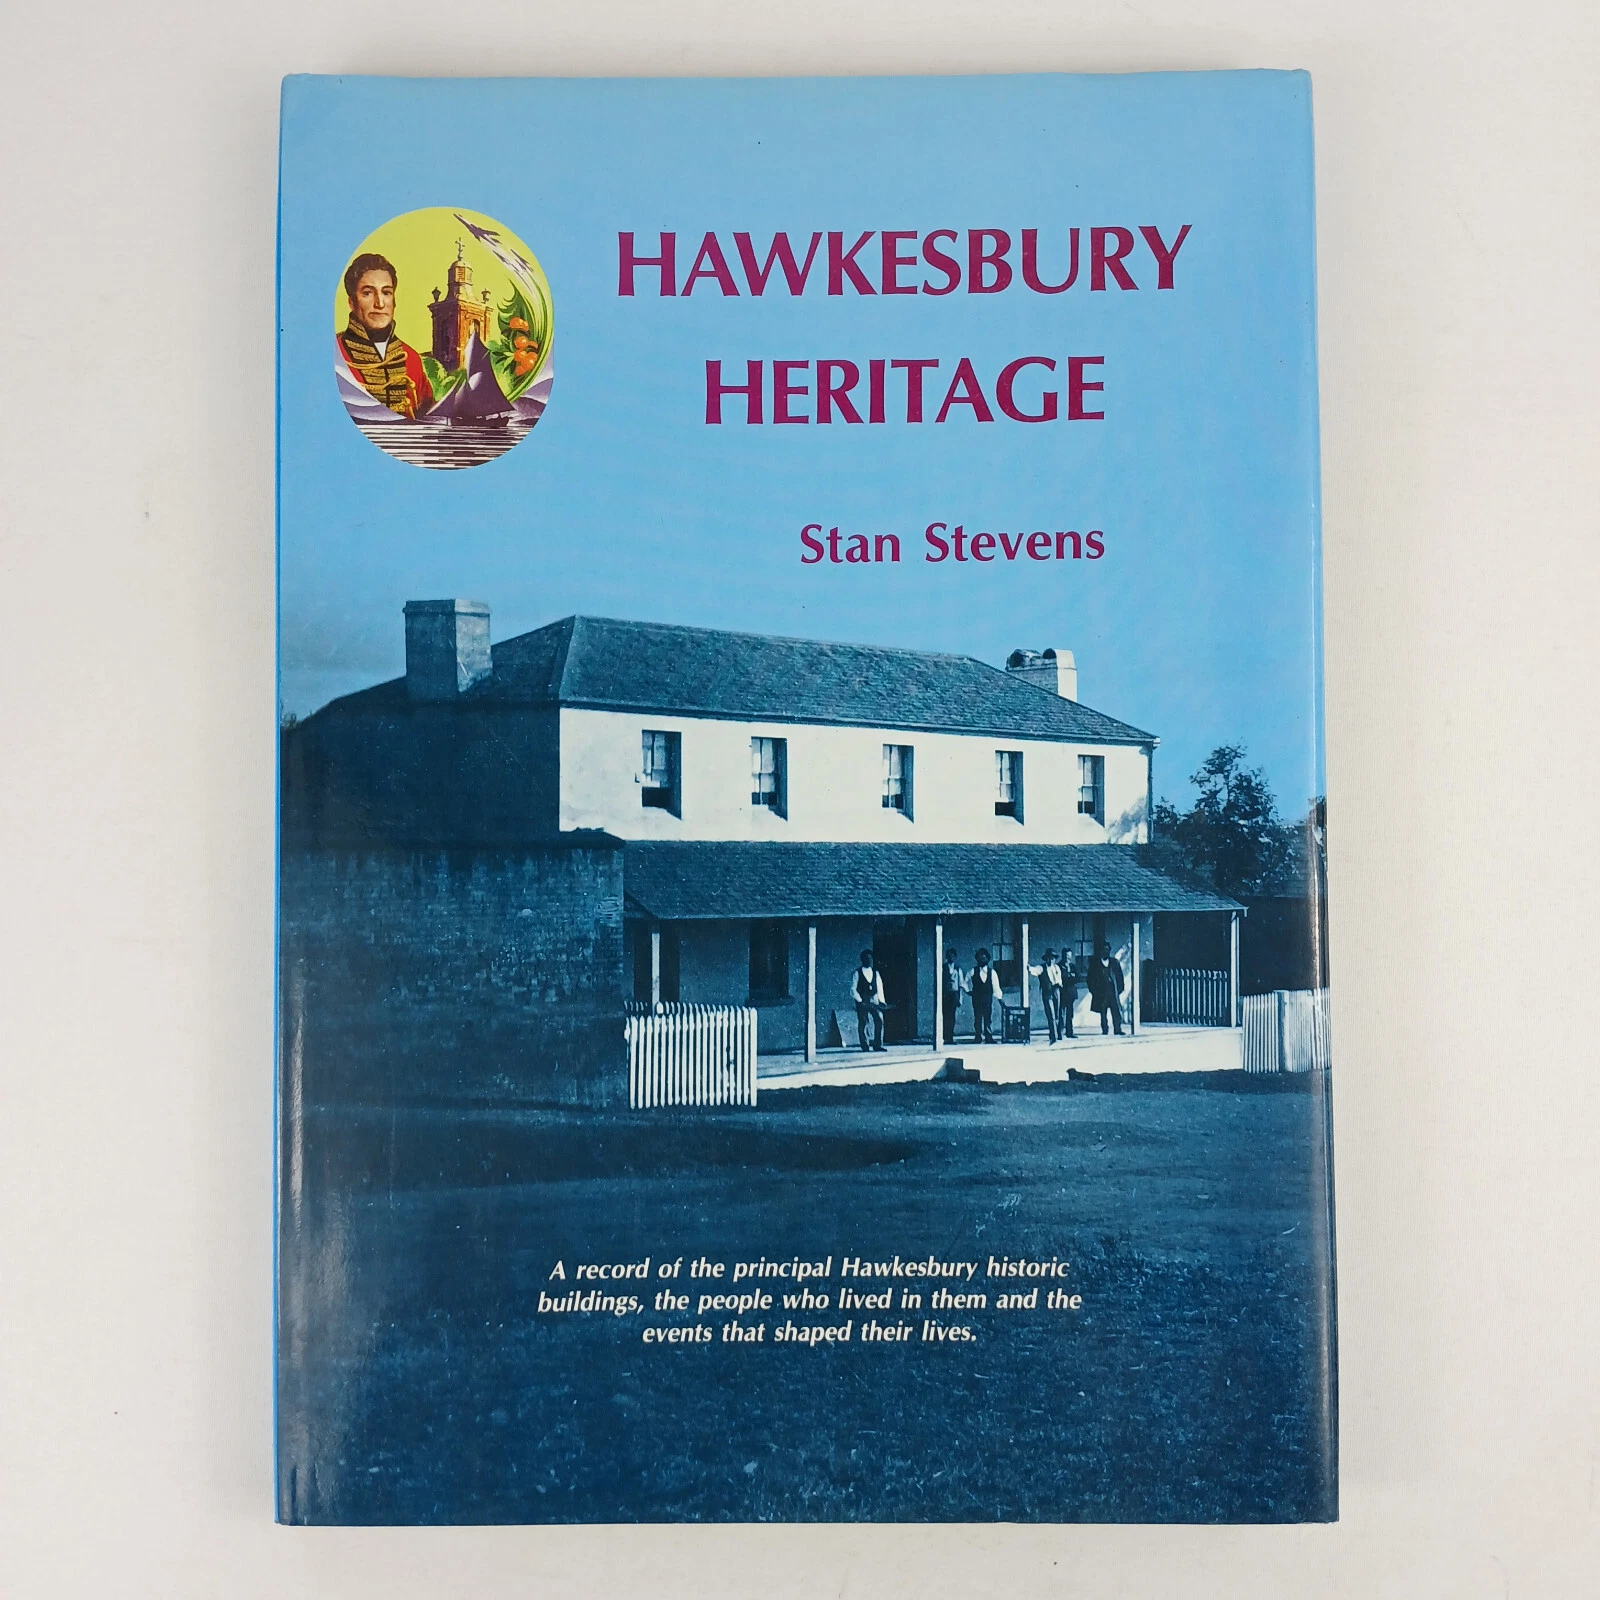 HAWKESBURY
HERITAGE
Stan Stevens
A record of the principal Hawkesbury historic
buildings, the people who lived in them and the
events that shaped their lives.